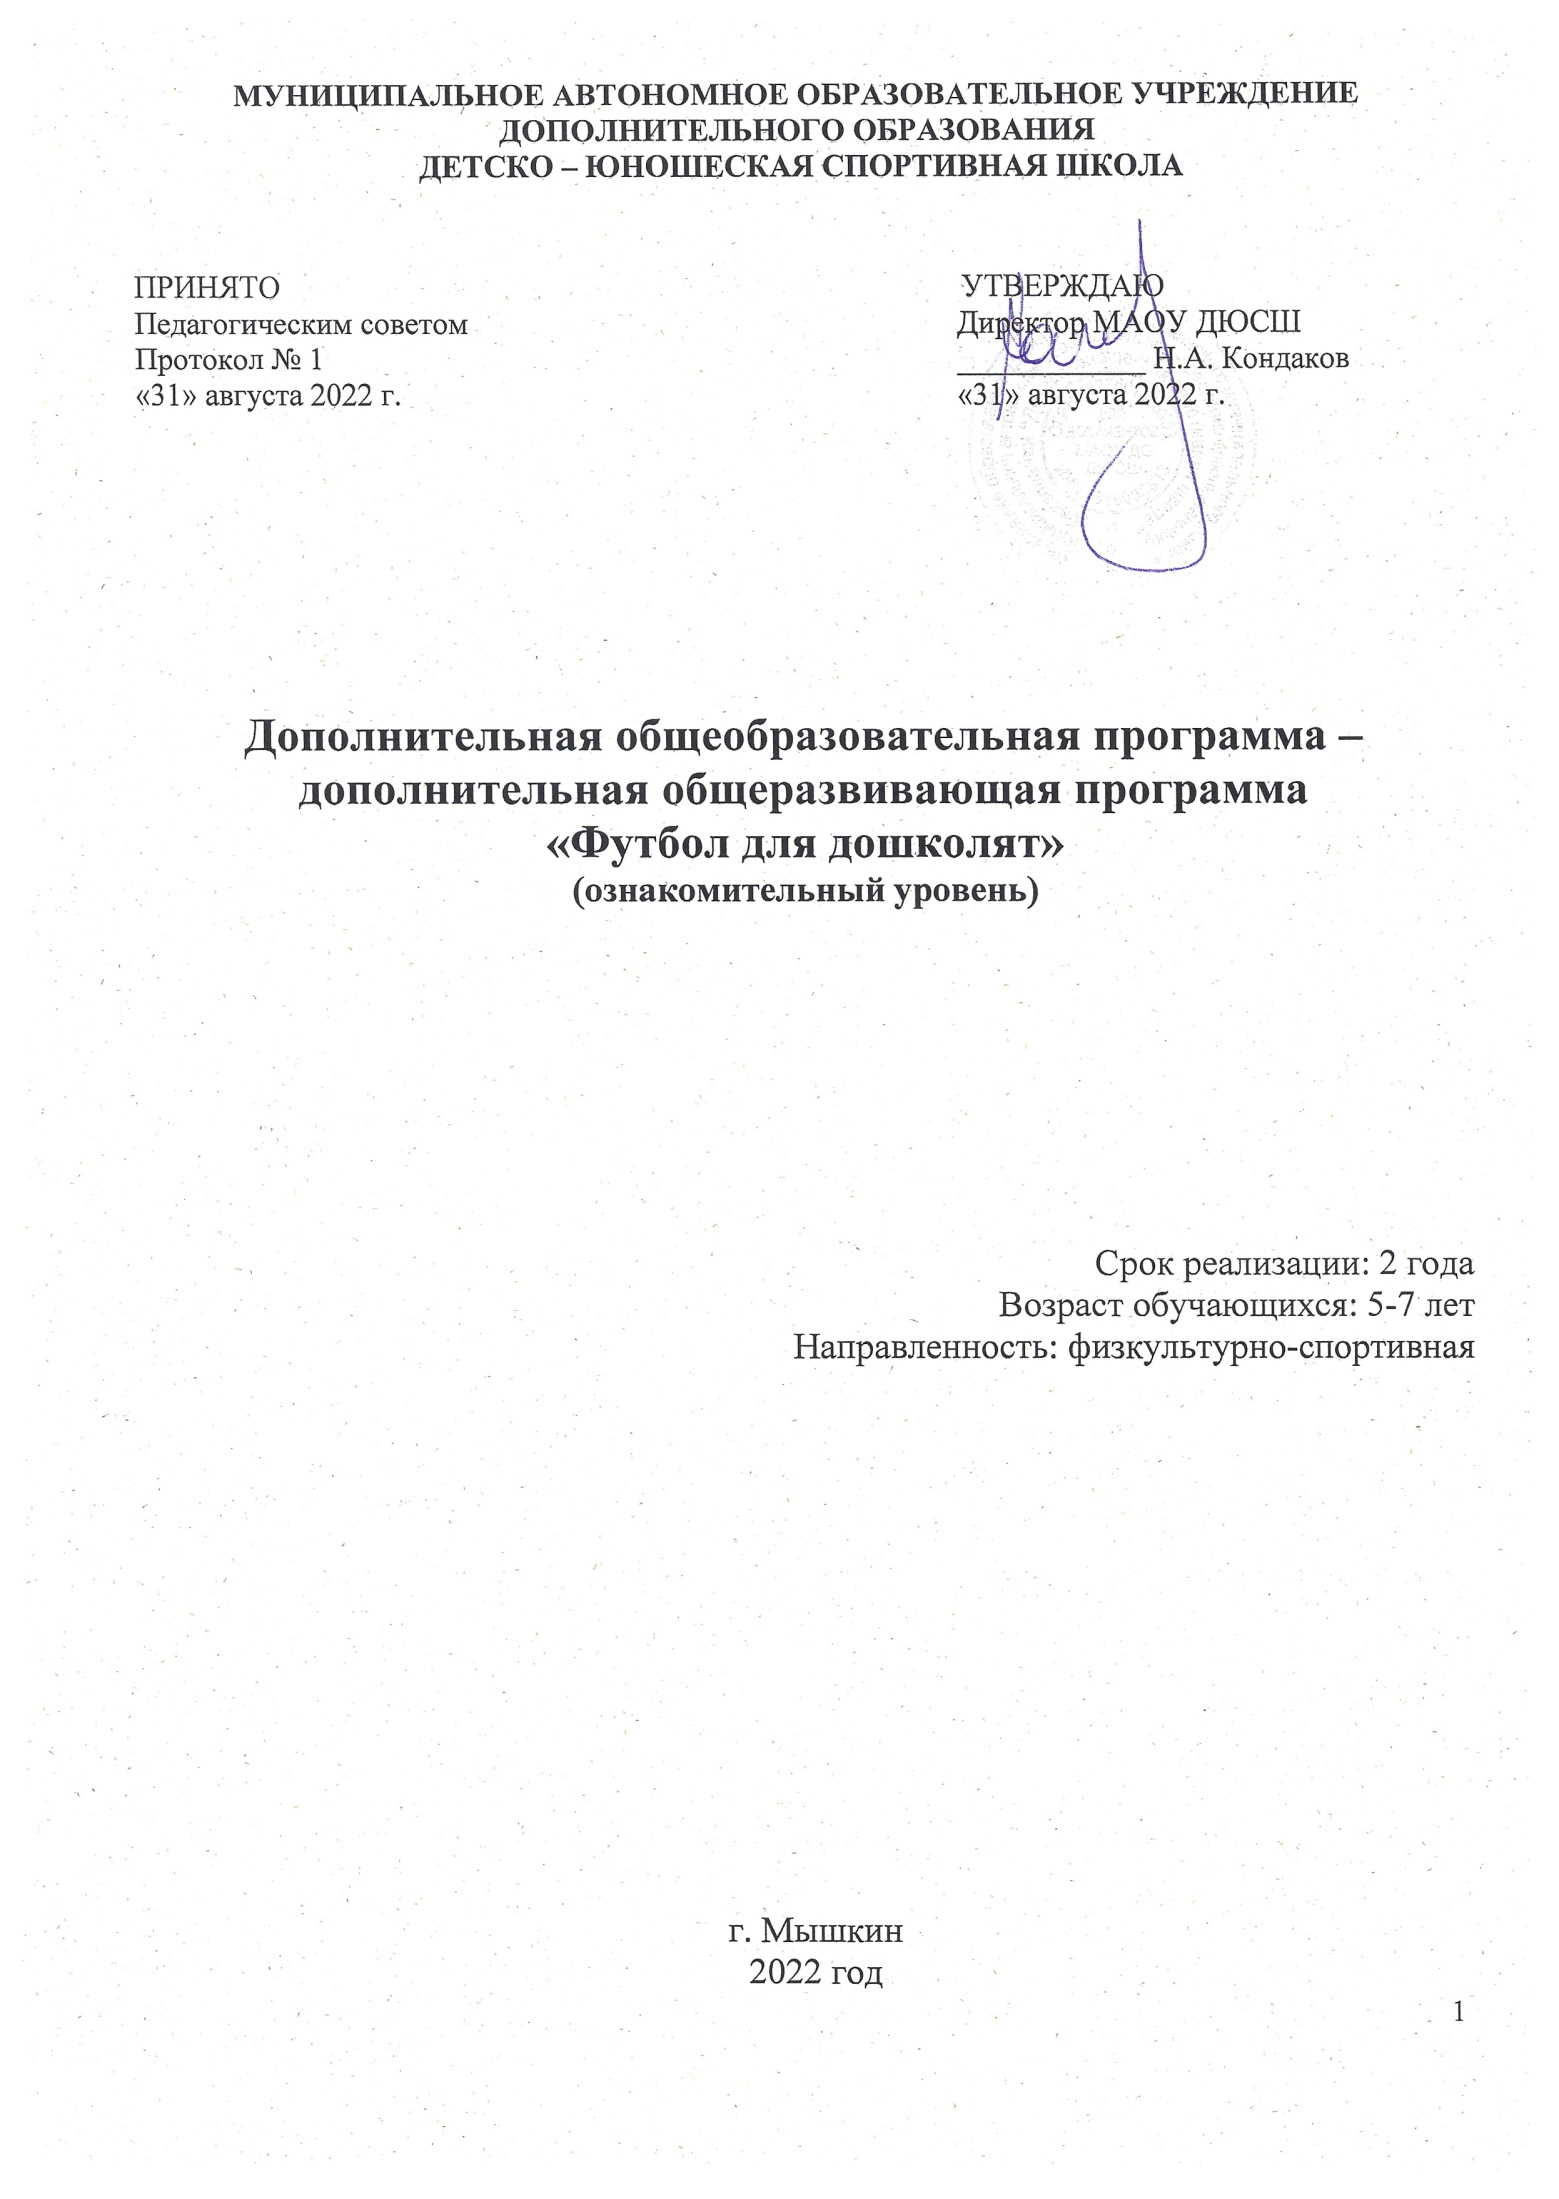 МУНИЦИПАЛЬНОЕ АВТОНОМНОЕ ОБРАЗОВАТЕЛЬНОЕ УЧРЕЖДЕНИЕ
ДОПОЛНИТЕЛЬНОГО ОБРАЗОВАНИЯ
ДЕТСКО – ЮНОШЕСКАЯ СПОРТИВНАЯ ШКОЛА
ПРИНЯТО
Педагогическим советом
Протокол № 1
«31» августа 2022 г.
УТВЕРЖДАЮ
Директор МАОУ ДЮСШ
_____________ Н.А. Кондаков
«31» августа 2022 г.
Дополнительная общеобразовательная программа –
дополнительная общеразвивающая программа
«Футбол для дошколят»
(ознакомительный уровень)
Срок реализации: 2 года
Возраст обучающихся: 5-7 лет
Направленность: физкультурно-спортивная
г. Мышкин
2022 год
1